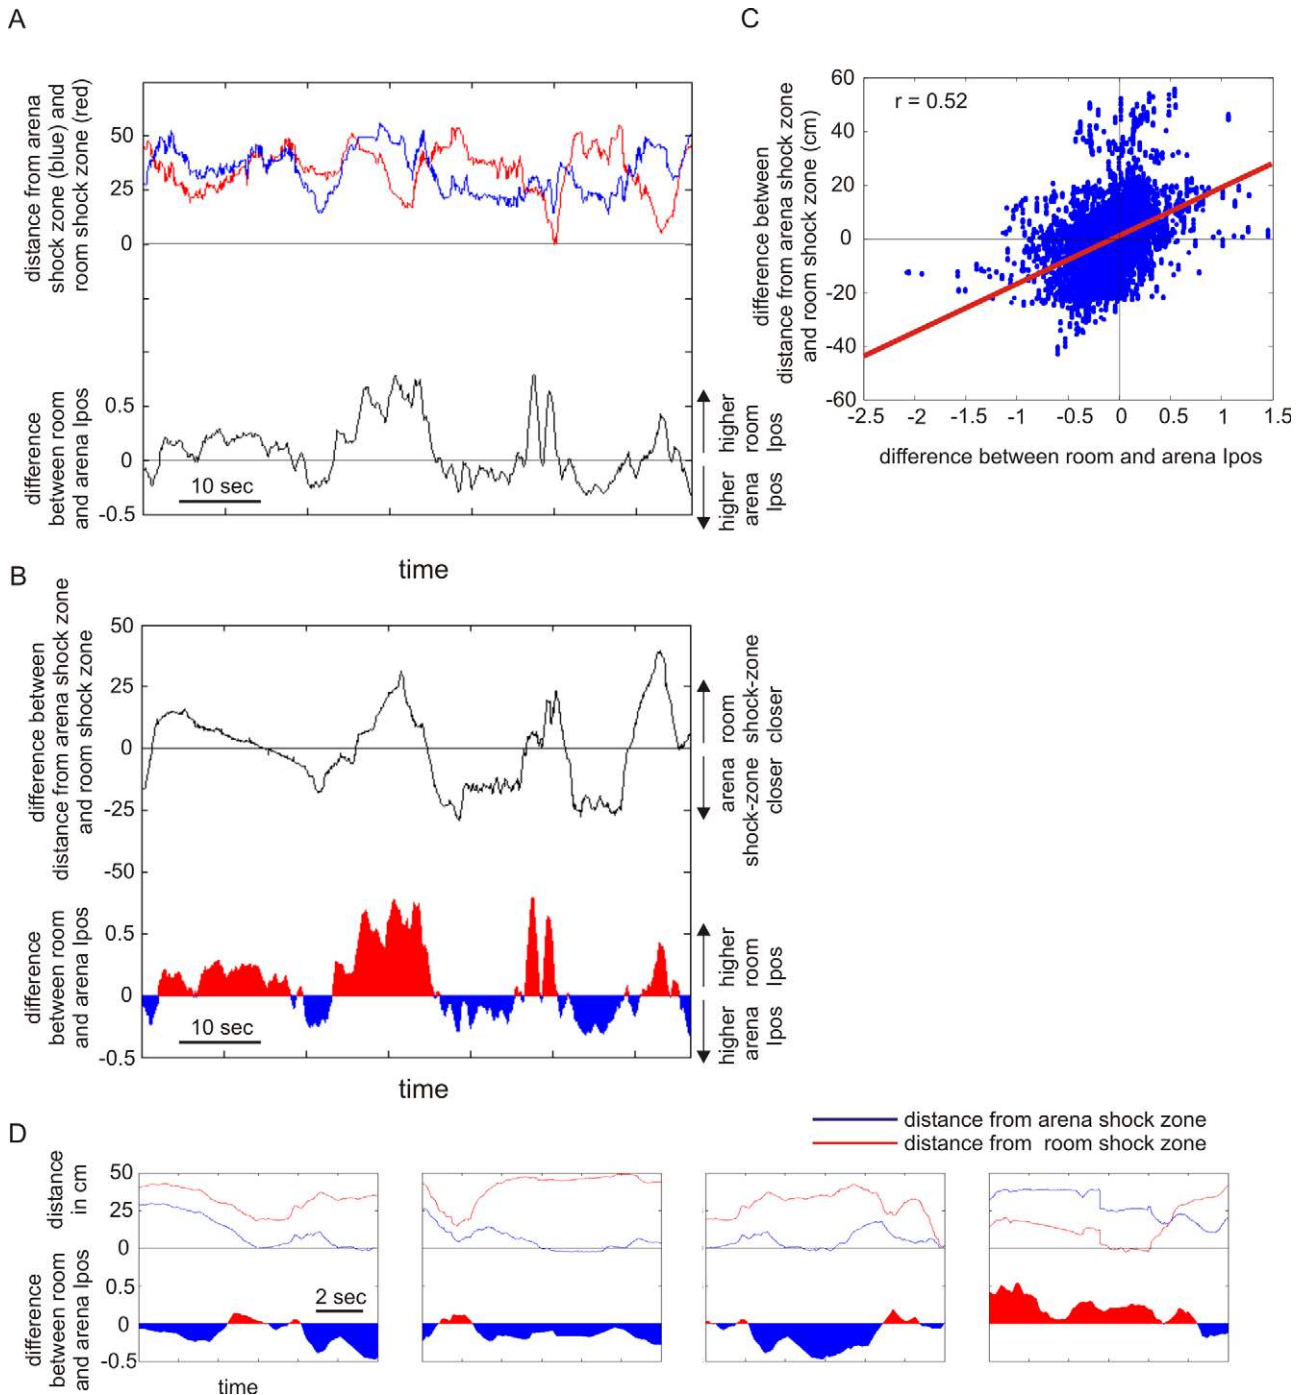 A
distance from arena
shock zone (blue) and
room shock zone (red)
50
25
0
difference
between room
and arena Ipos
0.5
0
-0.5
10 sec
higher
room
Ipos
higher
arena
Ipos
time
C
difference between
distance from arena shock zone
and room shock zone (cm)
60
40
20
0
-20
-40
-60
r = 0.52
-2.5 -2 -1.5 -1 -0.5 0 0.5 1 1.5
difference between room and arena Ipos
B
difference between
distance from arena shock zone
and room shock zone
50
25
0
-25
-50
room
shock-zone
closer
arena
shock-zone
closer
difference
between room
and arena Ipos
0.5
0
-0.5
10 sec
higher
room
Ipos
higher
arena
Ipos
time
D
distance from arena shock zone
distance from room shock zone
distance
in cm
50
25
0
difference
between room
and arena Ipos
0.5
0
-0.5
2 sec
time